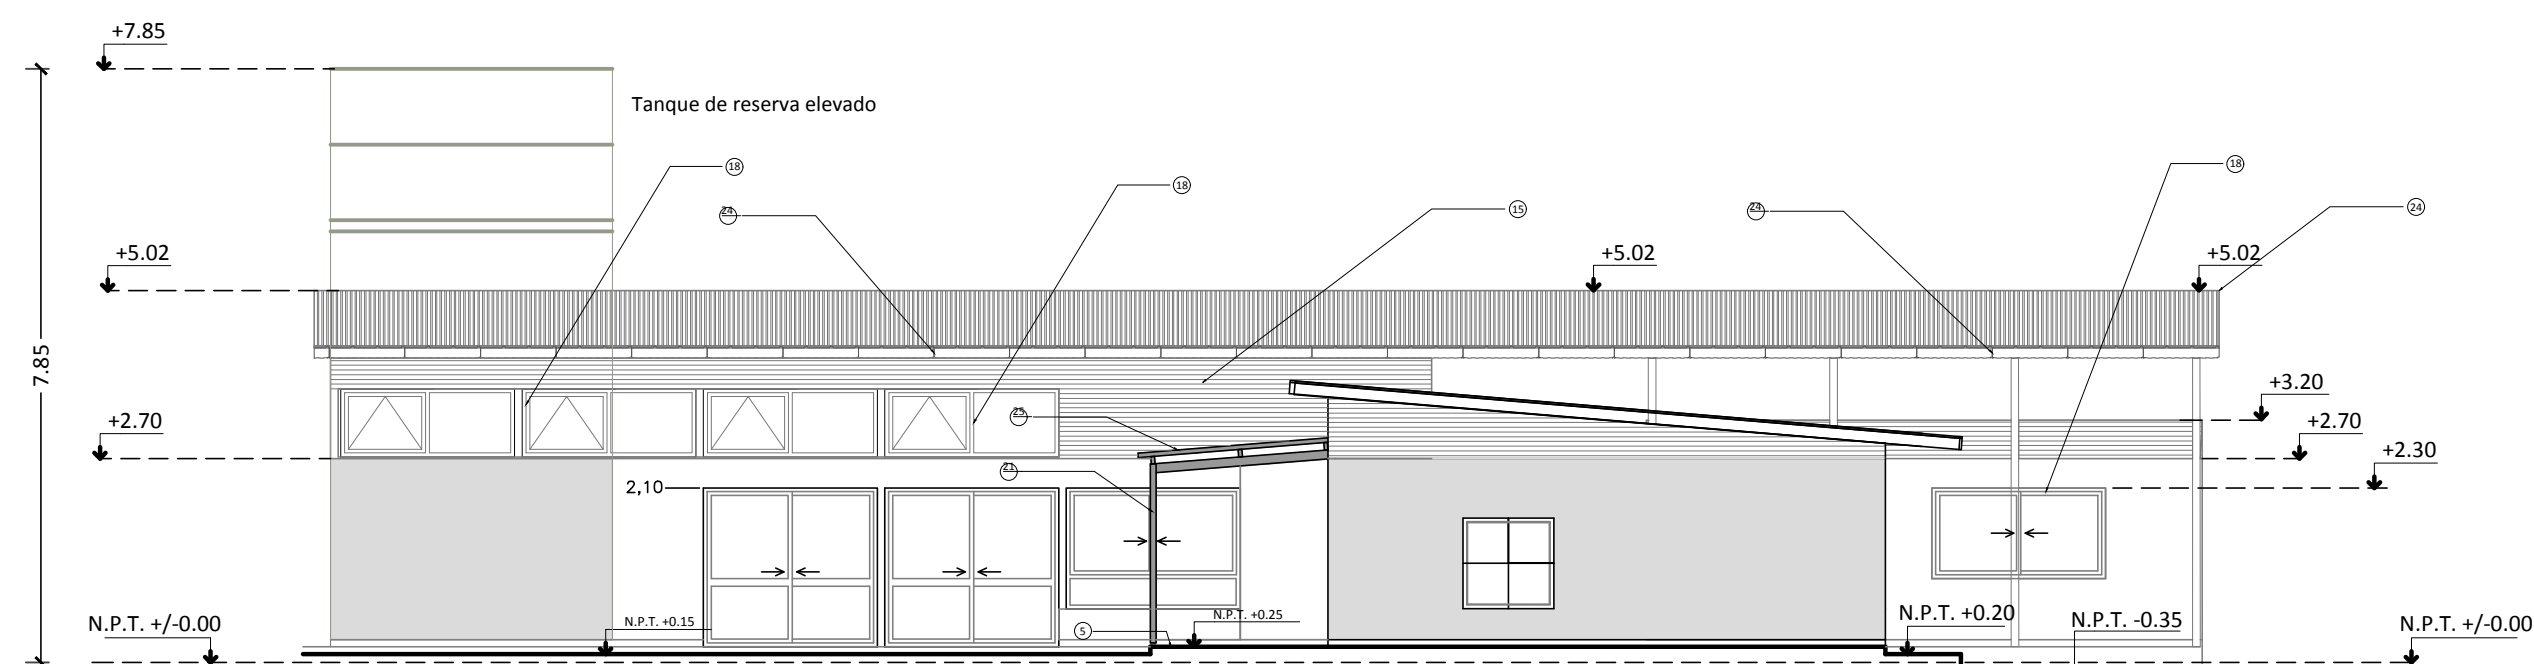 +7.85
Tanque de reserva elevado
18
18
18
24
15
24
24
+5.02
+5.02
+5.02
7.85
+3.20
+2.70
25
+2.70
+2.30
21
2,10
N.P.T. +/-0.00
N.P.T. +0.15
5
N.P.T. +0.25
N.P.T. +0.20
N.P.T. -0.35
N.P.T. +/-0.00